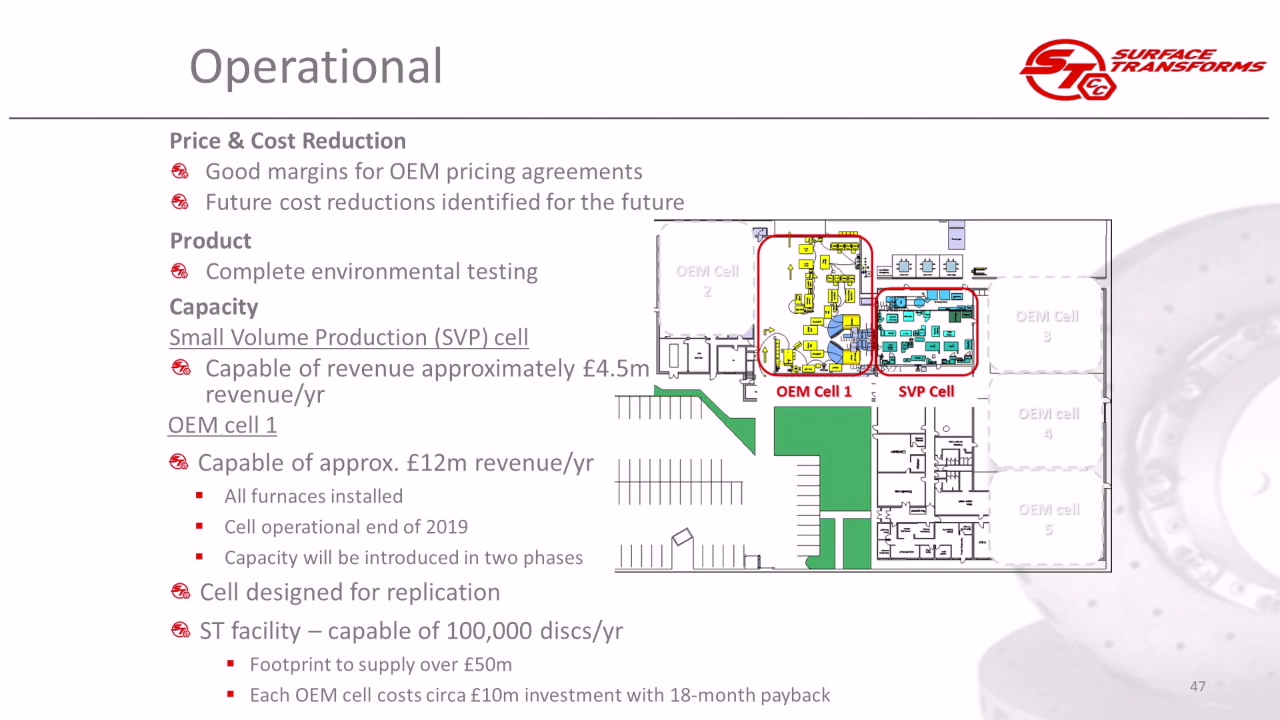 Operational
SURFACE
TRANSFORMS
Price & Cost Reduction
Good margins for OEM pricing agreements
Future cost reductions identified for the future
Product
Complete environmental testing
Capacity
Small Volume Production (SVP) cell
Capable of revenue approximately £4.5m
revenue/yr
OEM cell 1
Capable of approx. £12m revenue/yr
All furnaces installed
Cell operational end of 2019
Capacity will be introduced in two phases
Cell designed for replication
ST facility – capable of 100,000 discs/yr
Footprint to supply over £50m
Each OEM cell costs circa £10m investment with 18-month payback
OEM Cell
2
OEM Cell 1
SVP Cell
OEM Cell
3
OEM cell
4
OEM cell
5
47